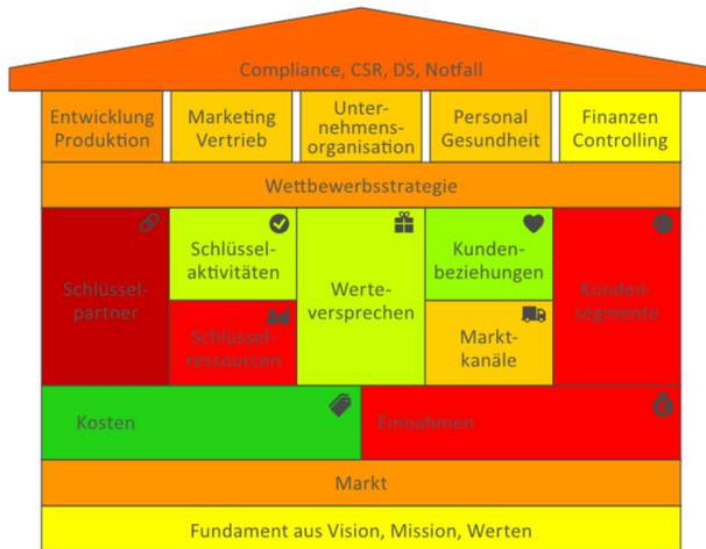 Compliance, CSR, DS, Notfall
Entwicklung
Produktion
Marketing
Vertrieb
Unter-
nehmens-
organisation
Personal
Gesundheit
Finanzen
Controlling
Wettbewerbsstrategie
Schlüssel-
partner
Schlüssel-
aktivitäten
Schlüssel-
ressourcen
Werte-
versprechen
Kunden-
beziehungen
Markt-
kanäle
Kunden-
segmente
Kosten
Einnahmen
Markt
Fundament aus Vision, Mission, Werten